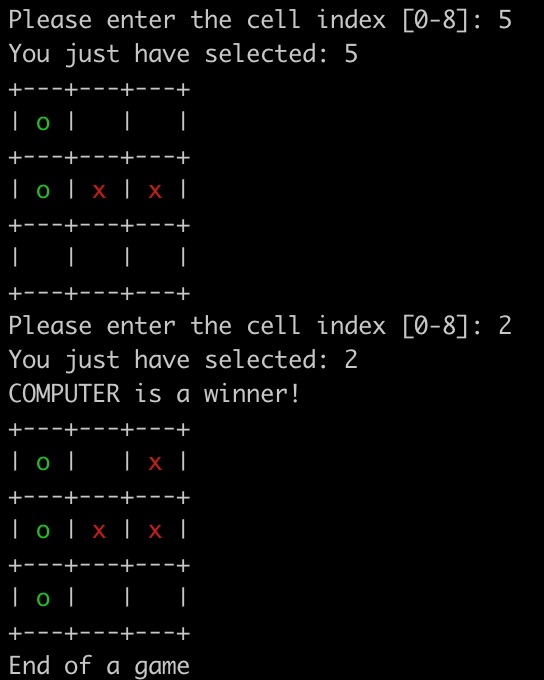 Please enter the cell index [0-8]: 5
You just have selected: 5
+---+---+---+
| o |   |   |
+---+---+---+
| o | x | x |
+---+---+---+
|   |   |   |
+---+---+---+
Please enter the cell index [0-8]: 2
You just have selected: 2
COMPUTER is a winner!
+---+---+---+
| o |   | x |
+---+---+---+
| o | x | x |
+---+---+---+
| o |   |   |
+---+---+---+
End of a game